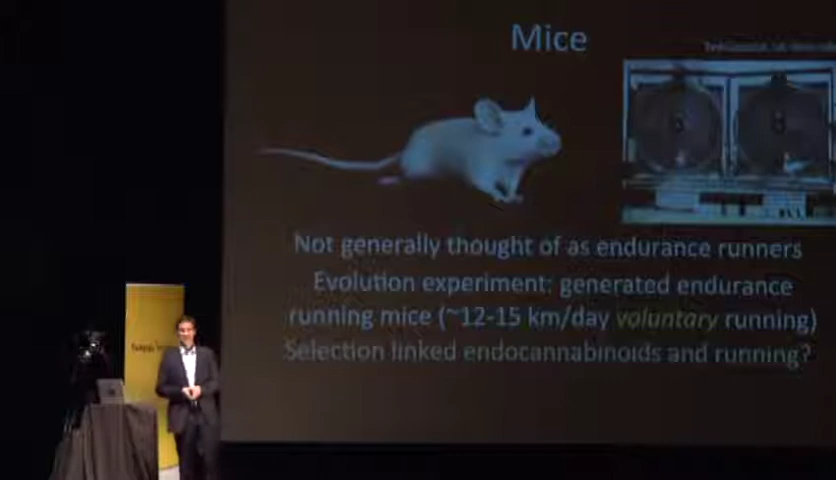 Mice
Not generally thought of as endurance runners
Evolution experiment: generated endurance
running mice (~12-15 km/day voluntary running)
Selection linked endocannabinoids and running?